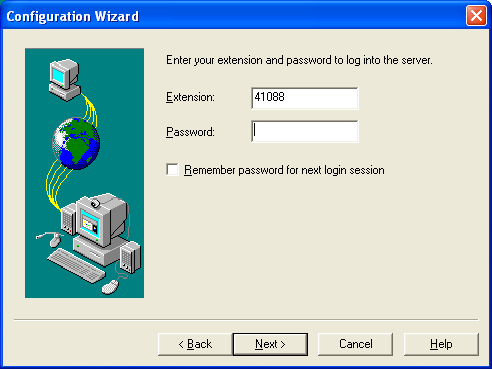 Configuration Wizard
Enter your extension and password to log into the server.
Extension: 41088
Password:
Remember password for next login session
< Back Next > Cancel Help